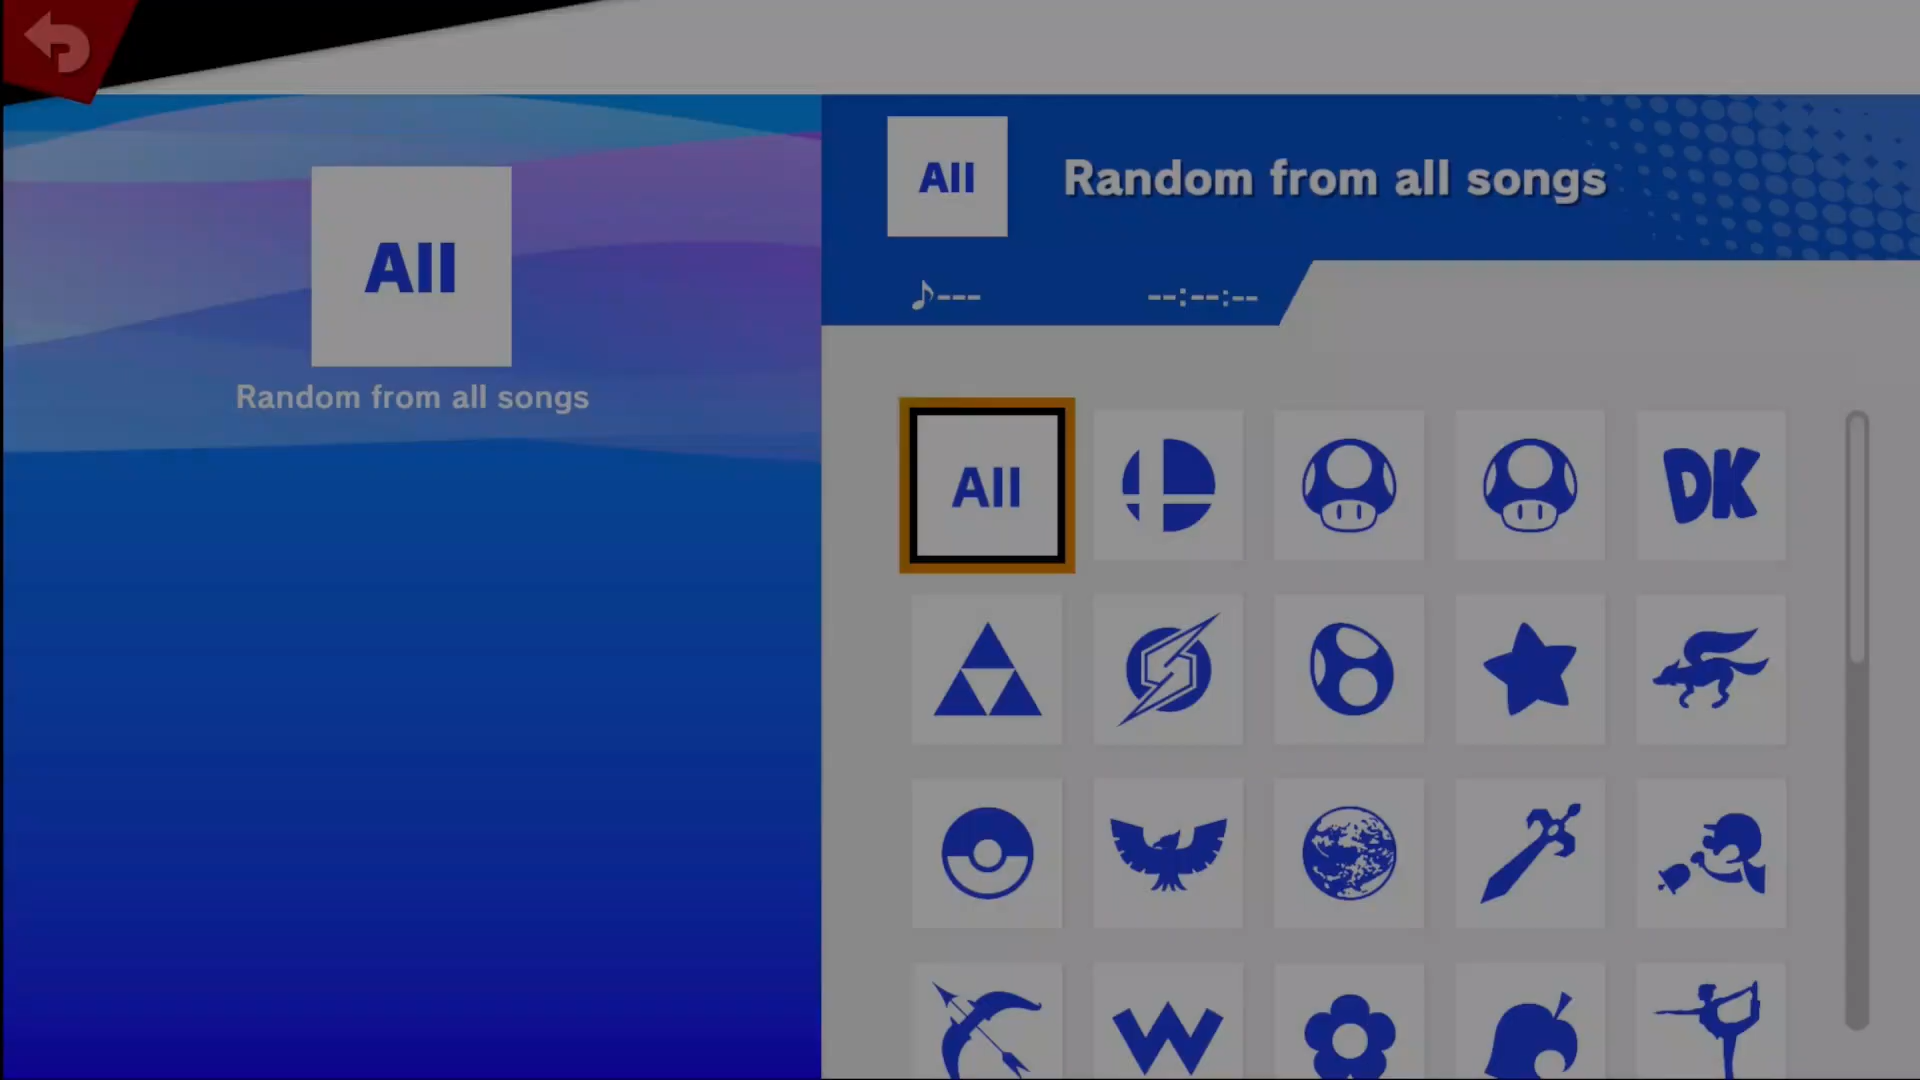 All
Random from all songs
All
Random from all songs
♪---
--:--:--
All
DK
W